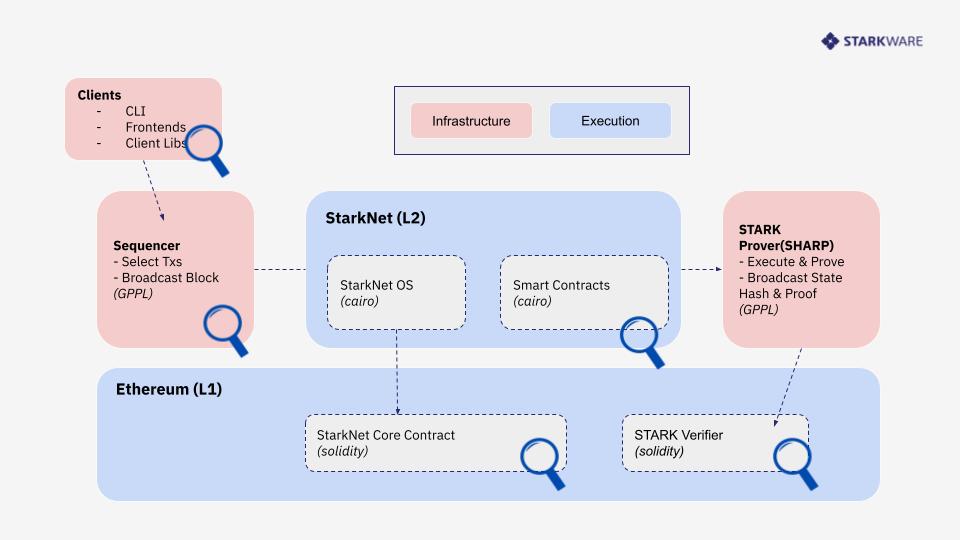 STARKWARE
Clients
- CLI
- Frontends
- Client Libs
Infrastructure
Execution
Sequencer
- Select Txs
- Broadcast Block
(GPPL)
StarkNet (L2)
StarkNet OS
(cairo)
Smart Contracts
(cairo)
STARK
Prover(SHARP)
- Execute & Prove
- Broadcast State
Hash & Proof
(GPPL)
Ethereum (L1)
StarkNet Core Contract
(solidity)
STARK Verifier
(solidity)